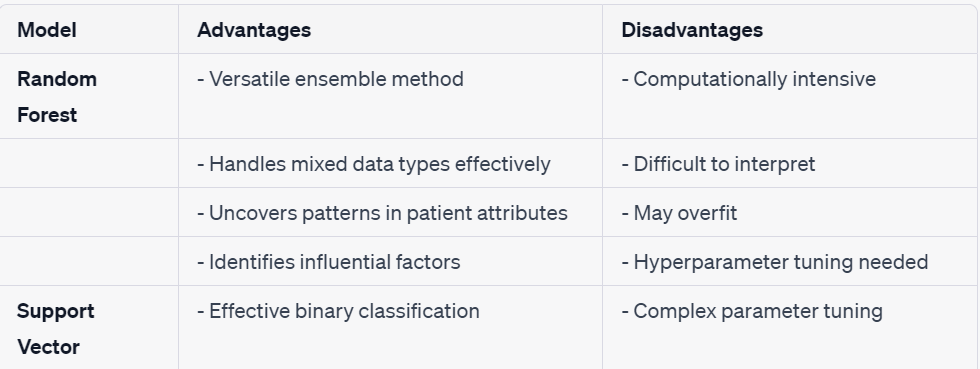 Model Advantages Disadvantages
Random Forest - Versatile ensemble method - Computationally intensive
- Handles mixed data types effectively - Difficult to interpret
- Uncovers patterns in patient attributes - May overfit
- Identifies influential factors - Hyperparameter tuning needed
Support Vector - Effective binary classification - Complex parameter tuning